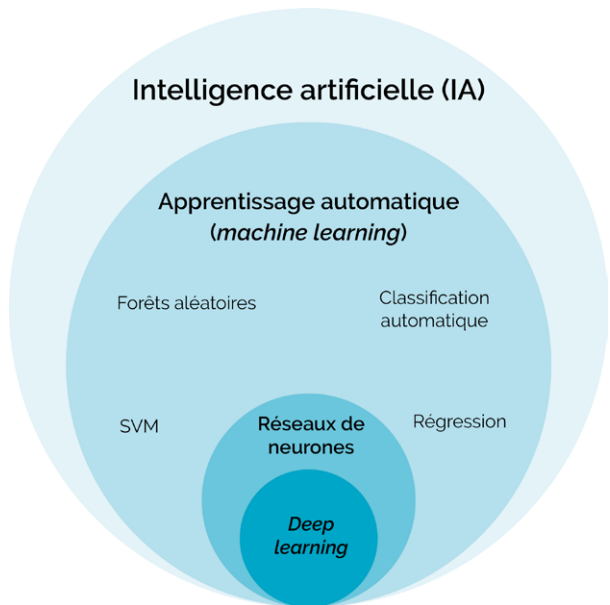 Intelligence artificielle (IA)
Apprentissage automatique
(machine learning)
Forêts aléatoires
Classification
automatique
SVM
Réseaux de
neurones
Régression
Deep
learning